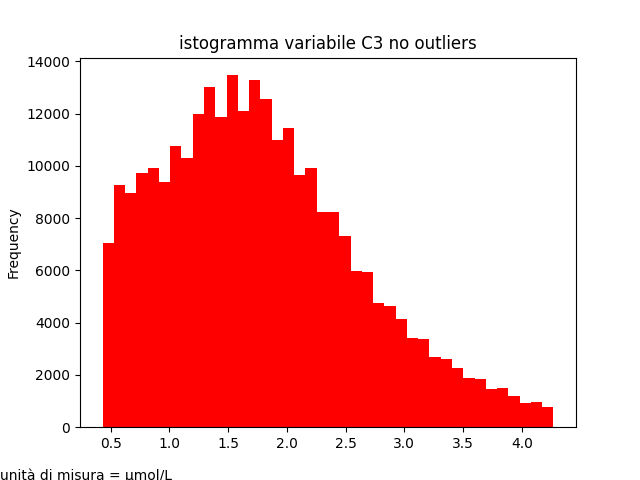 istogramma variabile C3 no outliers
14000
12000
10000
8000
6000
4000
2000
0
Frequency
0.5 1.0 1.5 2.0 2.5 3.0 3.5 4.0
unità di misura = µmol/L